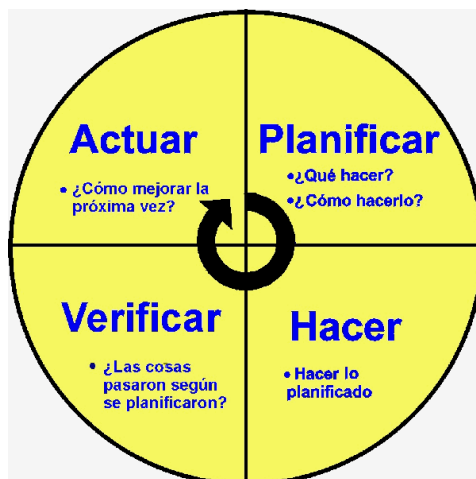 Actuar
• ¿Cómo mejorar la
próxima vez?
Planificar
•¿Qué hacer?
•¿Cómo hacerlo?
Verificar
• ¿Las cosas
pasaron según
se planificaron?
Hacer
• Hacer lo
planificado